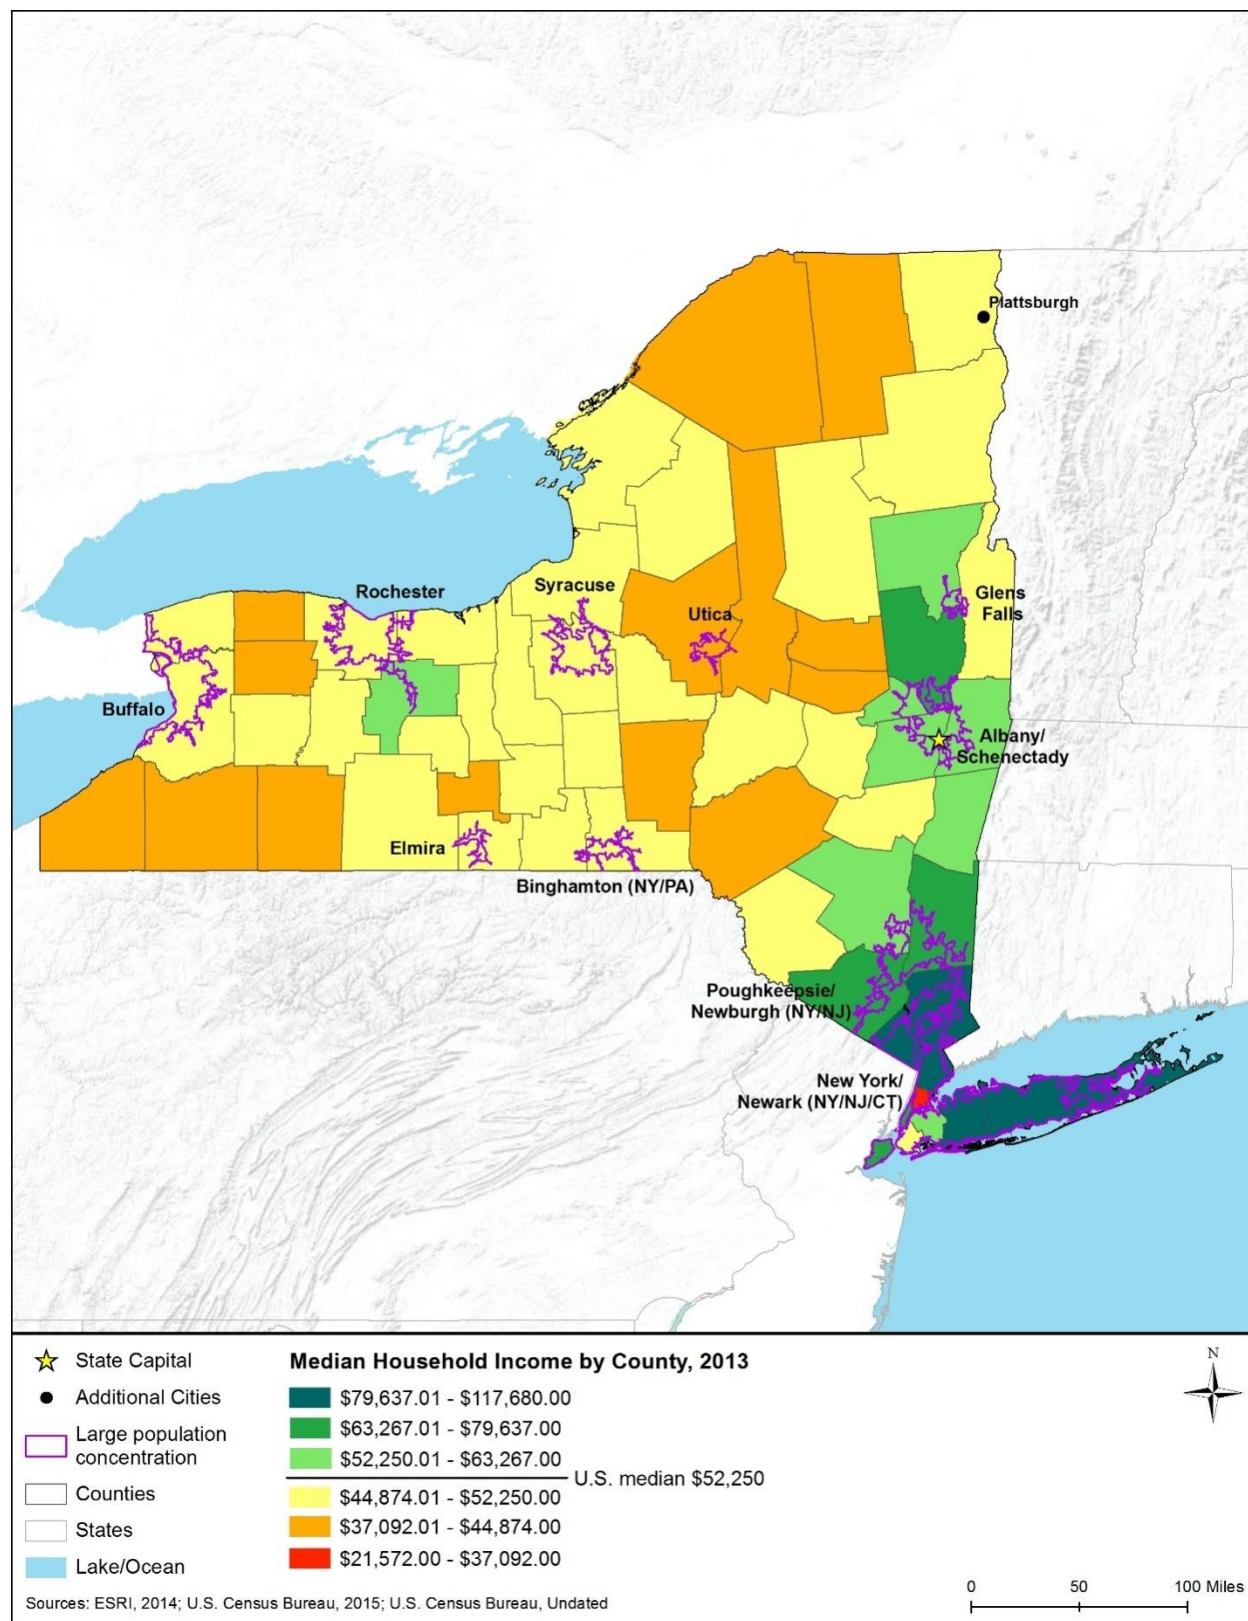 Plattsburgh
Rochester
Syracuse
Utica
Glens
Falls
Buffalo
Albany/
Schenectady
Elmira
Binghamton (NY/PA)
Poughkeepsie/
Newburgh (NY/NJ)
New York/
Newark (NY/NJ/CT)
State Capital
Additional Cities
Large population
concentration
Counties
States
Lake/Ocean
Median Household Income by County, 2013
$79,637.01 - $117,680.00
$63,267.01 - $79,637.00
$52,250.01 - $63,267.00
U.S. median $52,250
$44,874.01 - $52,250.00
$37,092.01 - $44,874.00
$21,572.00 - $37,092.00
N
0 50 100 Miles
Sources: ESRI, 2014; U.S. Census Bureau, 2015; U.S. Census Bureau, Undated